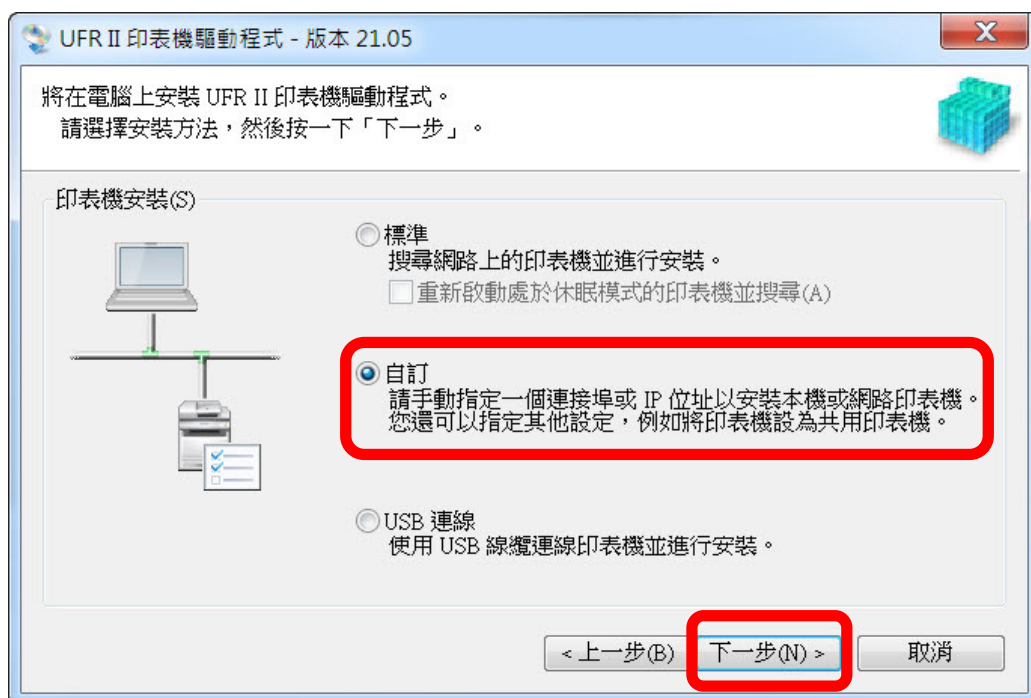 UFR II 印表機驅動程式 - 版本 21.05
將在電腦上安裝 UFR II 印表機驅動程式。
請選擇安裝方法，然後按一下「下一步」。
印表機安裝(S)
標準
搜尋網路上的印表機並進行安裝。
重新啟動處於休眠模式的印表機並搜尋(A)
自訂
請手動指定一個連接埠或 IP 位址以安裝本機或網路印表機。
您還可以指定其他設定，例如將印表機設為共用印表機。
USB 連線
使用 USB 線纜連線印表機並進行安裝。
< 上一步(B) 下一步(N) > 取消